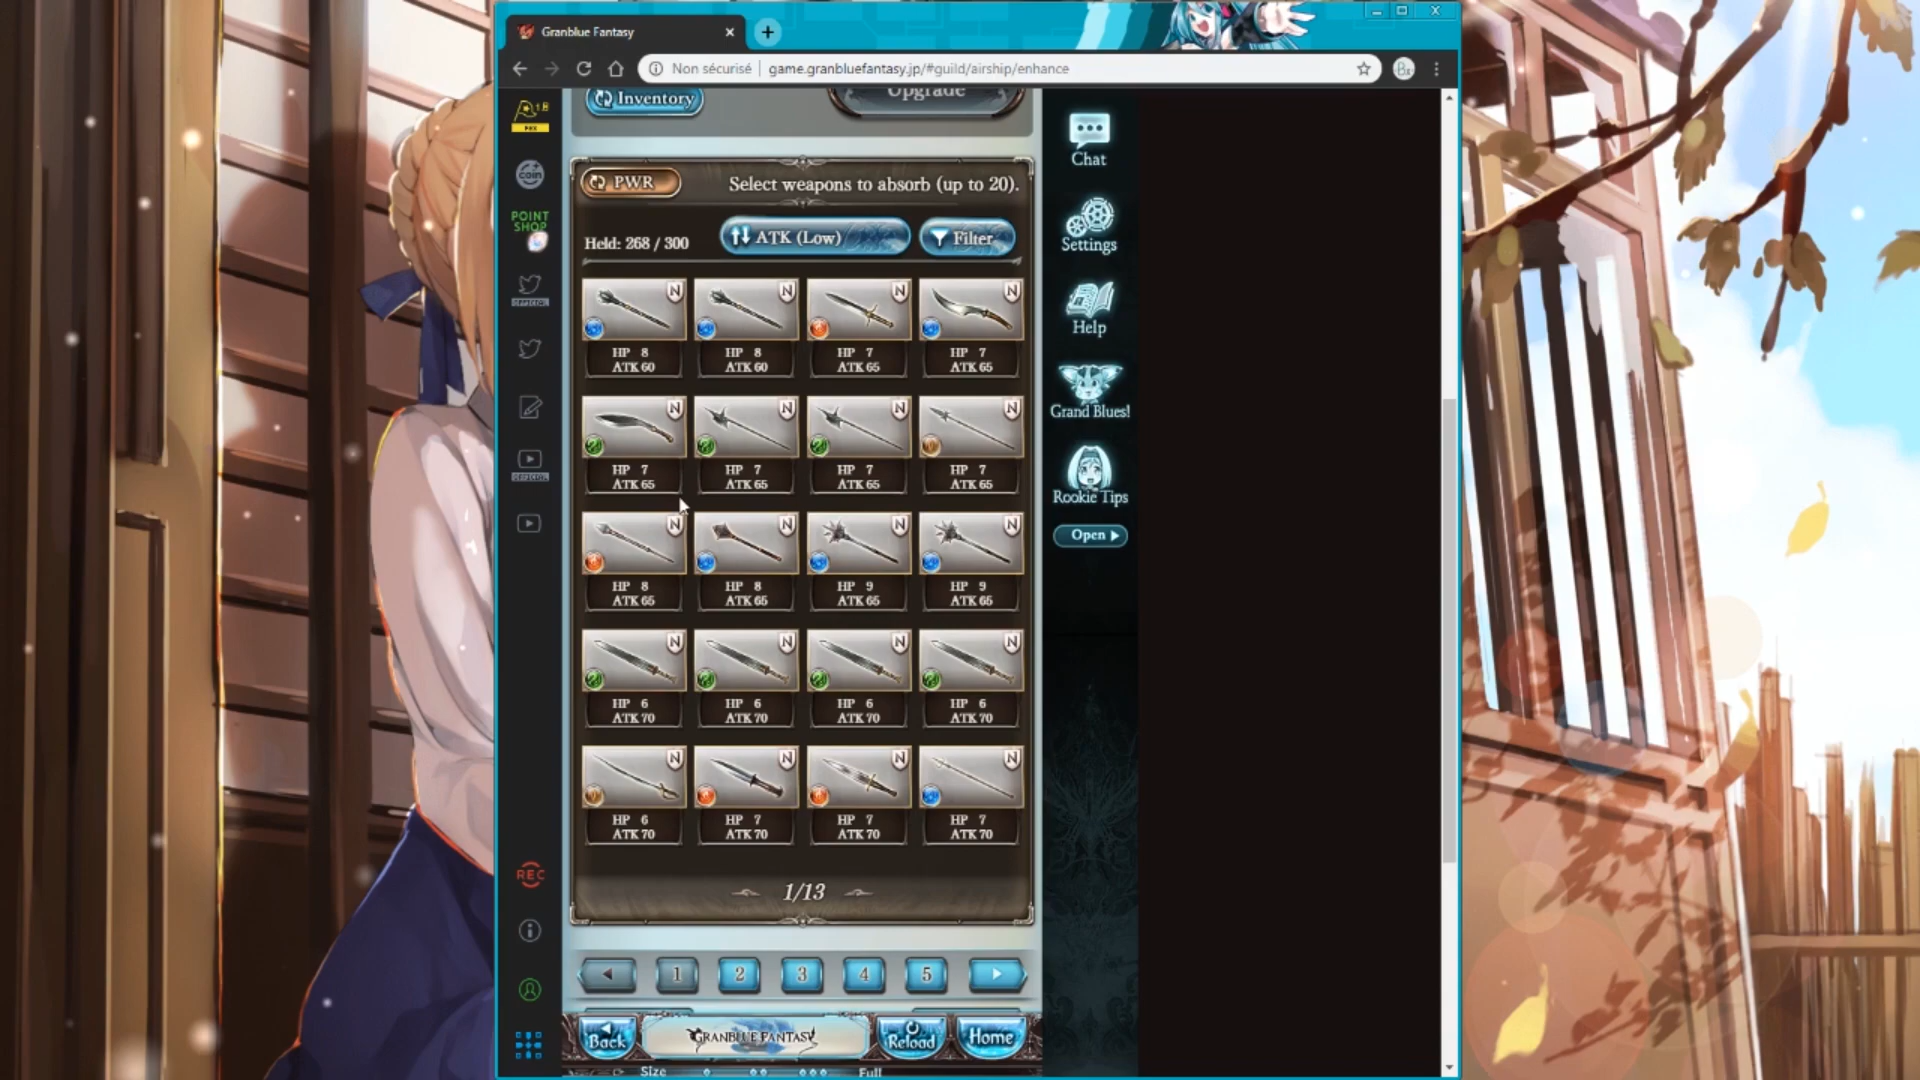 Granblue Fantasy
Non sécurisé | game.granbluefantasy.jp/#guild/airship/enhance
Inventory
Upgrade
PWR
Select weapons to absorb (up to 20).
Held: 268 / 300
ATK (Low)
Filter
N N N N
HP 8 HP 8 HP 7 HP 7
ATK 60 ATK 60 ATK 65 ATK 65
N N N N
HP 7 HP 7 HP 7 HP 7
ATK 65 ATK 65 ATK 65 ATK 65
N N N N
HP 8 HP 8 HP 9 HP 9
ATK 65 ATK 65 ATK 65 ATK 65
N N N N
HP 6 HP 6 HP 6 HP 6
ATK 70 ATK 70 ATK 70 ATK 70
N N N N
HP 6 HP 7 HP 7 HP 7
ATK 70 ATK 70 ATK 70 ATK 70
1/13
1 2 3 4 5
Back
GRANBLUE FANTASY
Reload
Home
Size
Full
Chat
Settings
Help
Grand Blues!
Rookie Tips
Open
1.5
coin
POINT
SHOP
REC